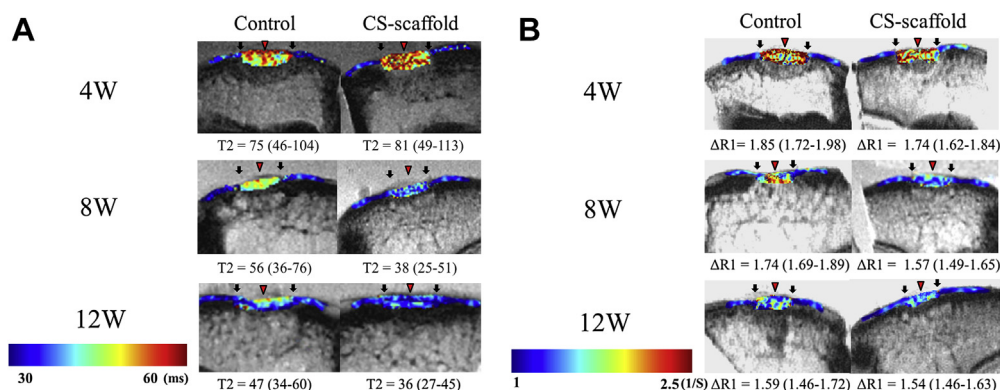 A
Control CS-scaffold
4W
T2 = 75 (46-104) T2 = 81 (49-113)
8W
T2 = 56 (36-76) T2 = 38 (25-51)
12W
30 60 (ms)
T2 = 47 (34-60) T2 = 36 (27-45)
B
Control CS-scaffold
4W
ΔR1= 1.85 (1.72-1.98) ΔR1 = 1.74 (1.62-1.84)
8W
ΔR1 = 1.74 (1.69-1.89) ΔR1 = 1.57 (1.49-1.65)
12W
1 2.5(1/S)
ΔR1 = 1.59 (1.46-1.72) ΔR1 = 1.54 (1.46-1.63)